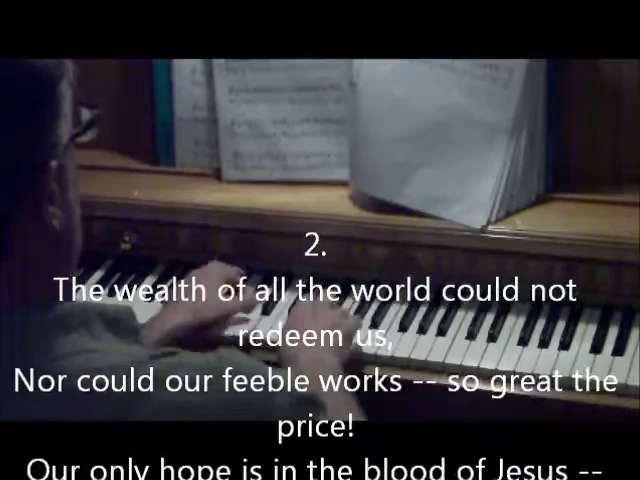 2.
The wealth of all the world could not
redeem us,
Nor could our feeble works -- so great the
price!
Our only hope is in the blood of Jesus --